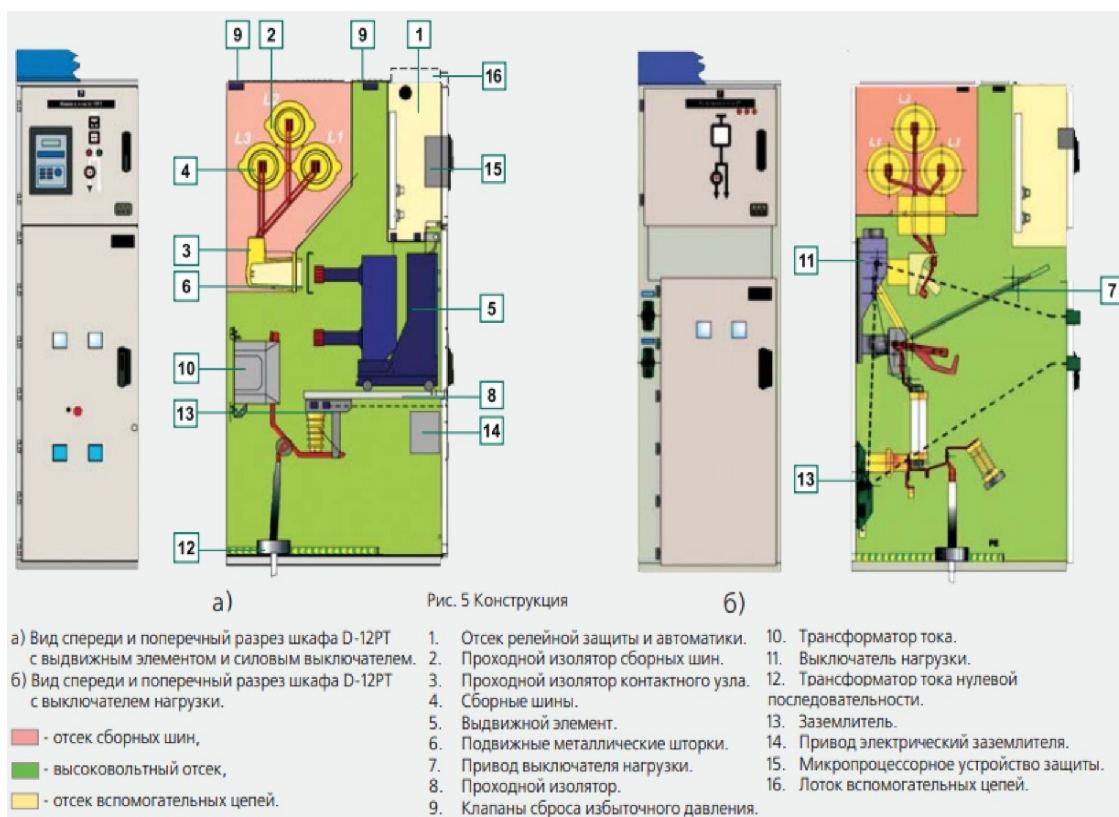 9
2
9
1
16
L2
L3
L1
4
15
3
6
5
10
8
13
14
12
L2
L1
L3
11
7
13
PE
а)
Рис. 5 Конструкция
б)
а) Вид спереди и поперечный разрез шкафа D-12PT
с выдвижным элементом и силовым выключателем.
б) Вид спереди и поперечный разрез шкафа D-12PT
с выключателем нагрузки.
- отсек сборных шин,
- высоковольтный отсек,
- отсек вспомогательных цепей.
1. Отсек релейной защиты и автоматики.
2. Проходной изолятор сборных шин.
3. Проходной изолятор контактного узла.
4. Сборные шины.
5. Выдвижной элемент.
6. Подвижные металлические шторки.
7. Привод выключателя нагрузки.
8. Проходной изолятор.
9. Клапаны сброса избыточного давления.
10. Трансформатор тока.
11. Выключатель нагрузки.
12. Трансформатор тока нулевой
последовательности.
13. Заземлитель.
14. Привод электрический заземлителя.
15. Микропроцессорное устройство защиты.
16. Лоток вспомогательных цепей.